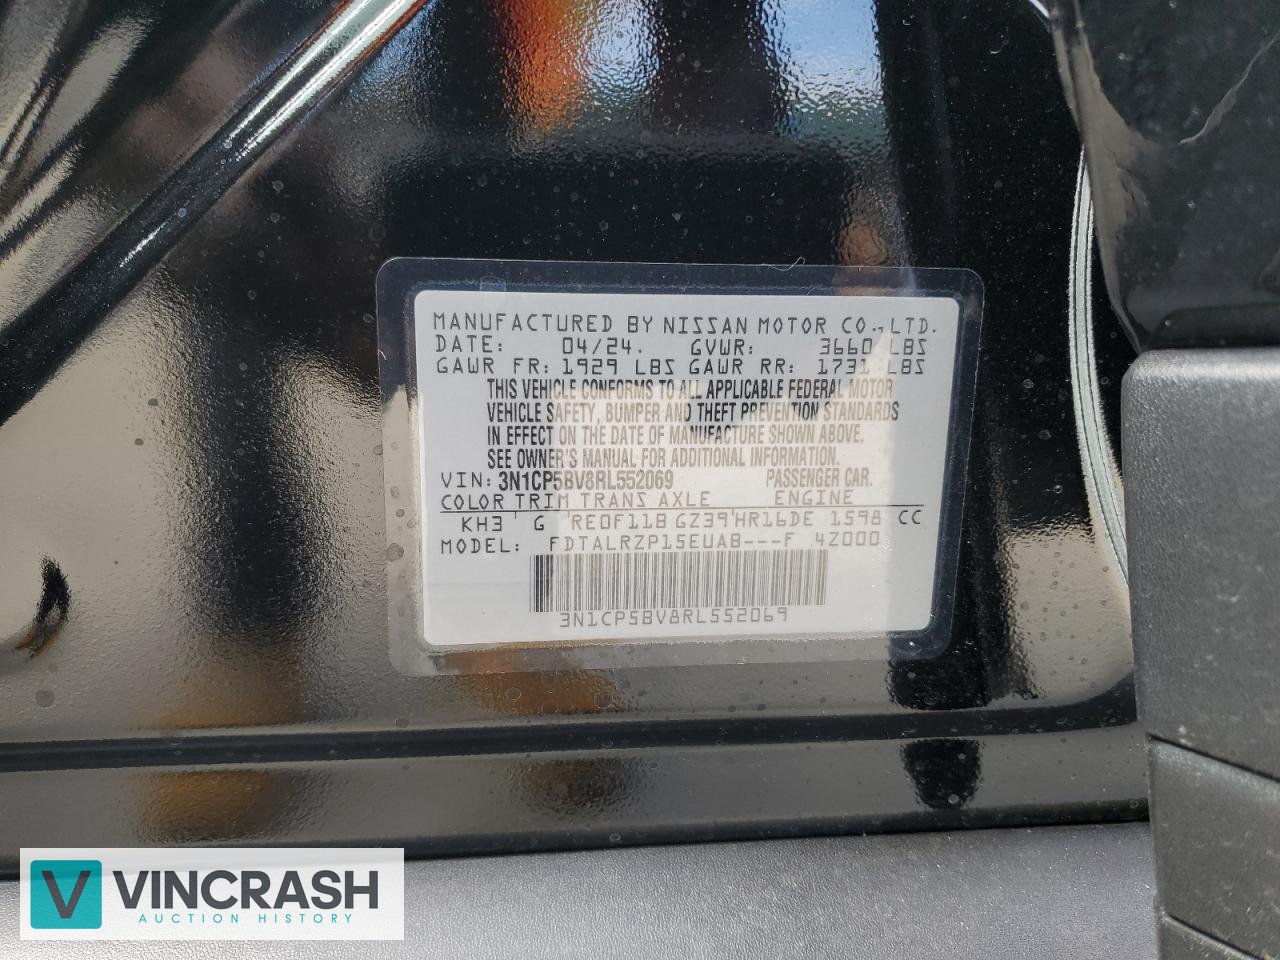 MANUFACTURED BY NISSAN MOTOR CO., LTD.
DATE: 04/24. GVWR: 3660 LBS
GAWR FR: 1929 LBS GAWR RR: 1731 LBS
THIS VEHICLE CONFORMS TO ALL APPLICABLE FEDERAL MOTOR
VEHICLE SAFETY, BUMPER AND THEFT PREVENTION STANDARDS
IN EFFECT ON THE DATE OF MANUFACTURE SHOWN ABOVE.
SEE OWNER'S MANUAL FOR ADDITIONAL INFORMATION.
VIN: 3N1CP5BV8RL552069 PASSENGER CAR.
COLOR TRIM TRANS AXLE ENGINE
KH3 ' G 'RE0F11B GZ39'HR16DE 1598 CC
MODEL: FDTALRZP15EUAB---F 4Z000
3N1CP5BV8RL552069
V VINCRASH
AUCTION HISTORY